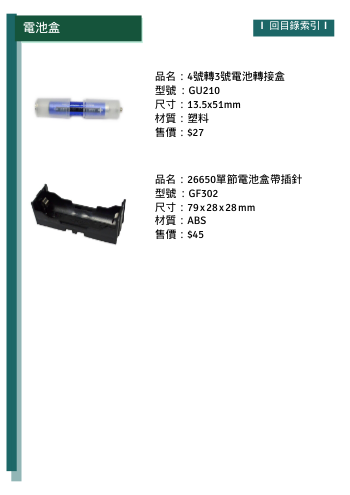 電池盒
I 回目錄索引 I
品名：4號轉3號電池轉接盒
型號：GU210
尺寸：13.5x51mm
材質：塑料
售價：$27
品名：26650單節電池盒帶插針
型號：GF302
尺寸：79x28x28mm
材質：ABS
售價：$45